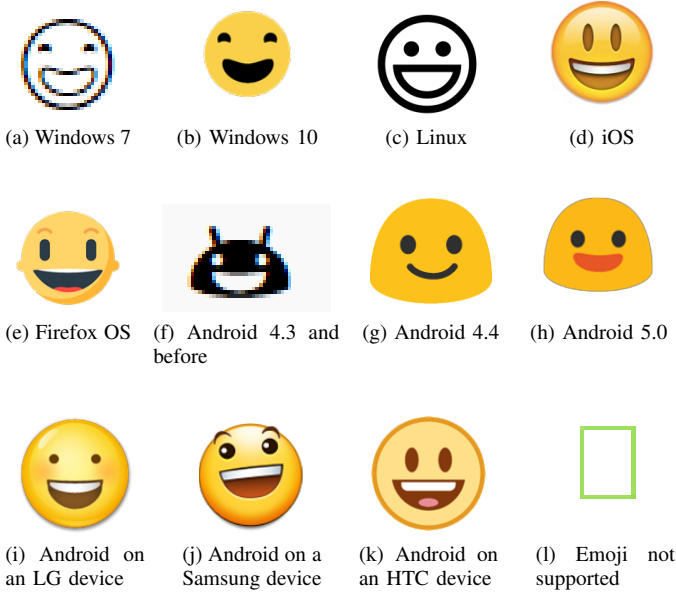 (a) Windows 7
(b) Windows 10
(c) Linux
(d) iOS
(e) Firefox OS
(f) Android 4.3 and
before
(g) Android 4.4
(h) Android 5.0
(i) Android on
an LG device
(j) Android on a
Samsung device
(k) Android on
an HTC device
(l) Emoji not
supported